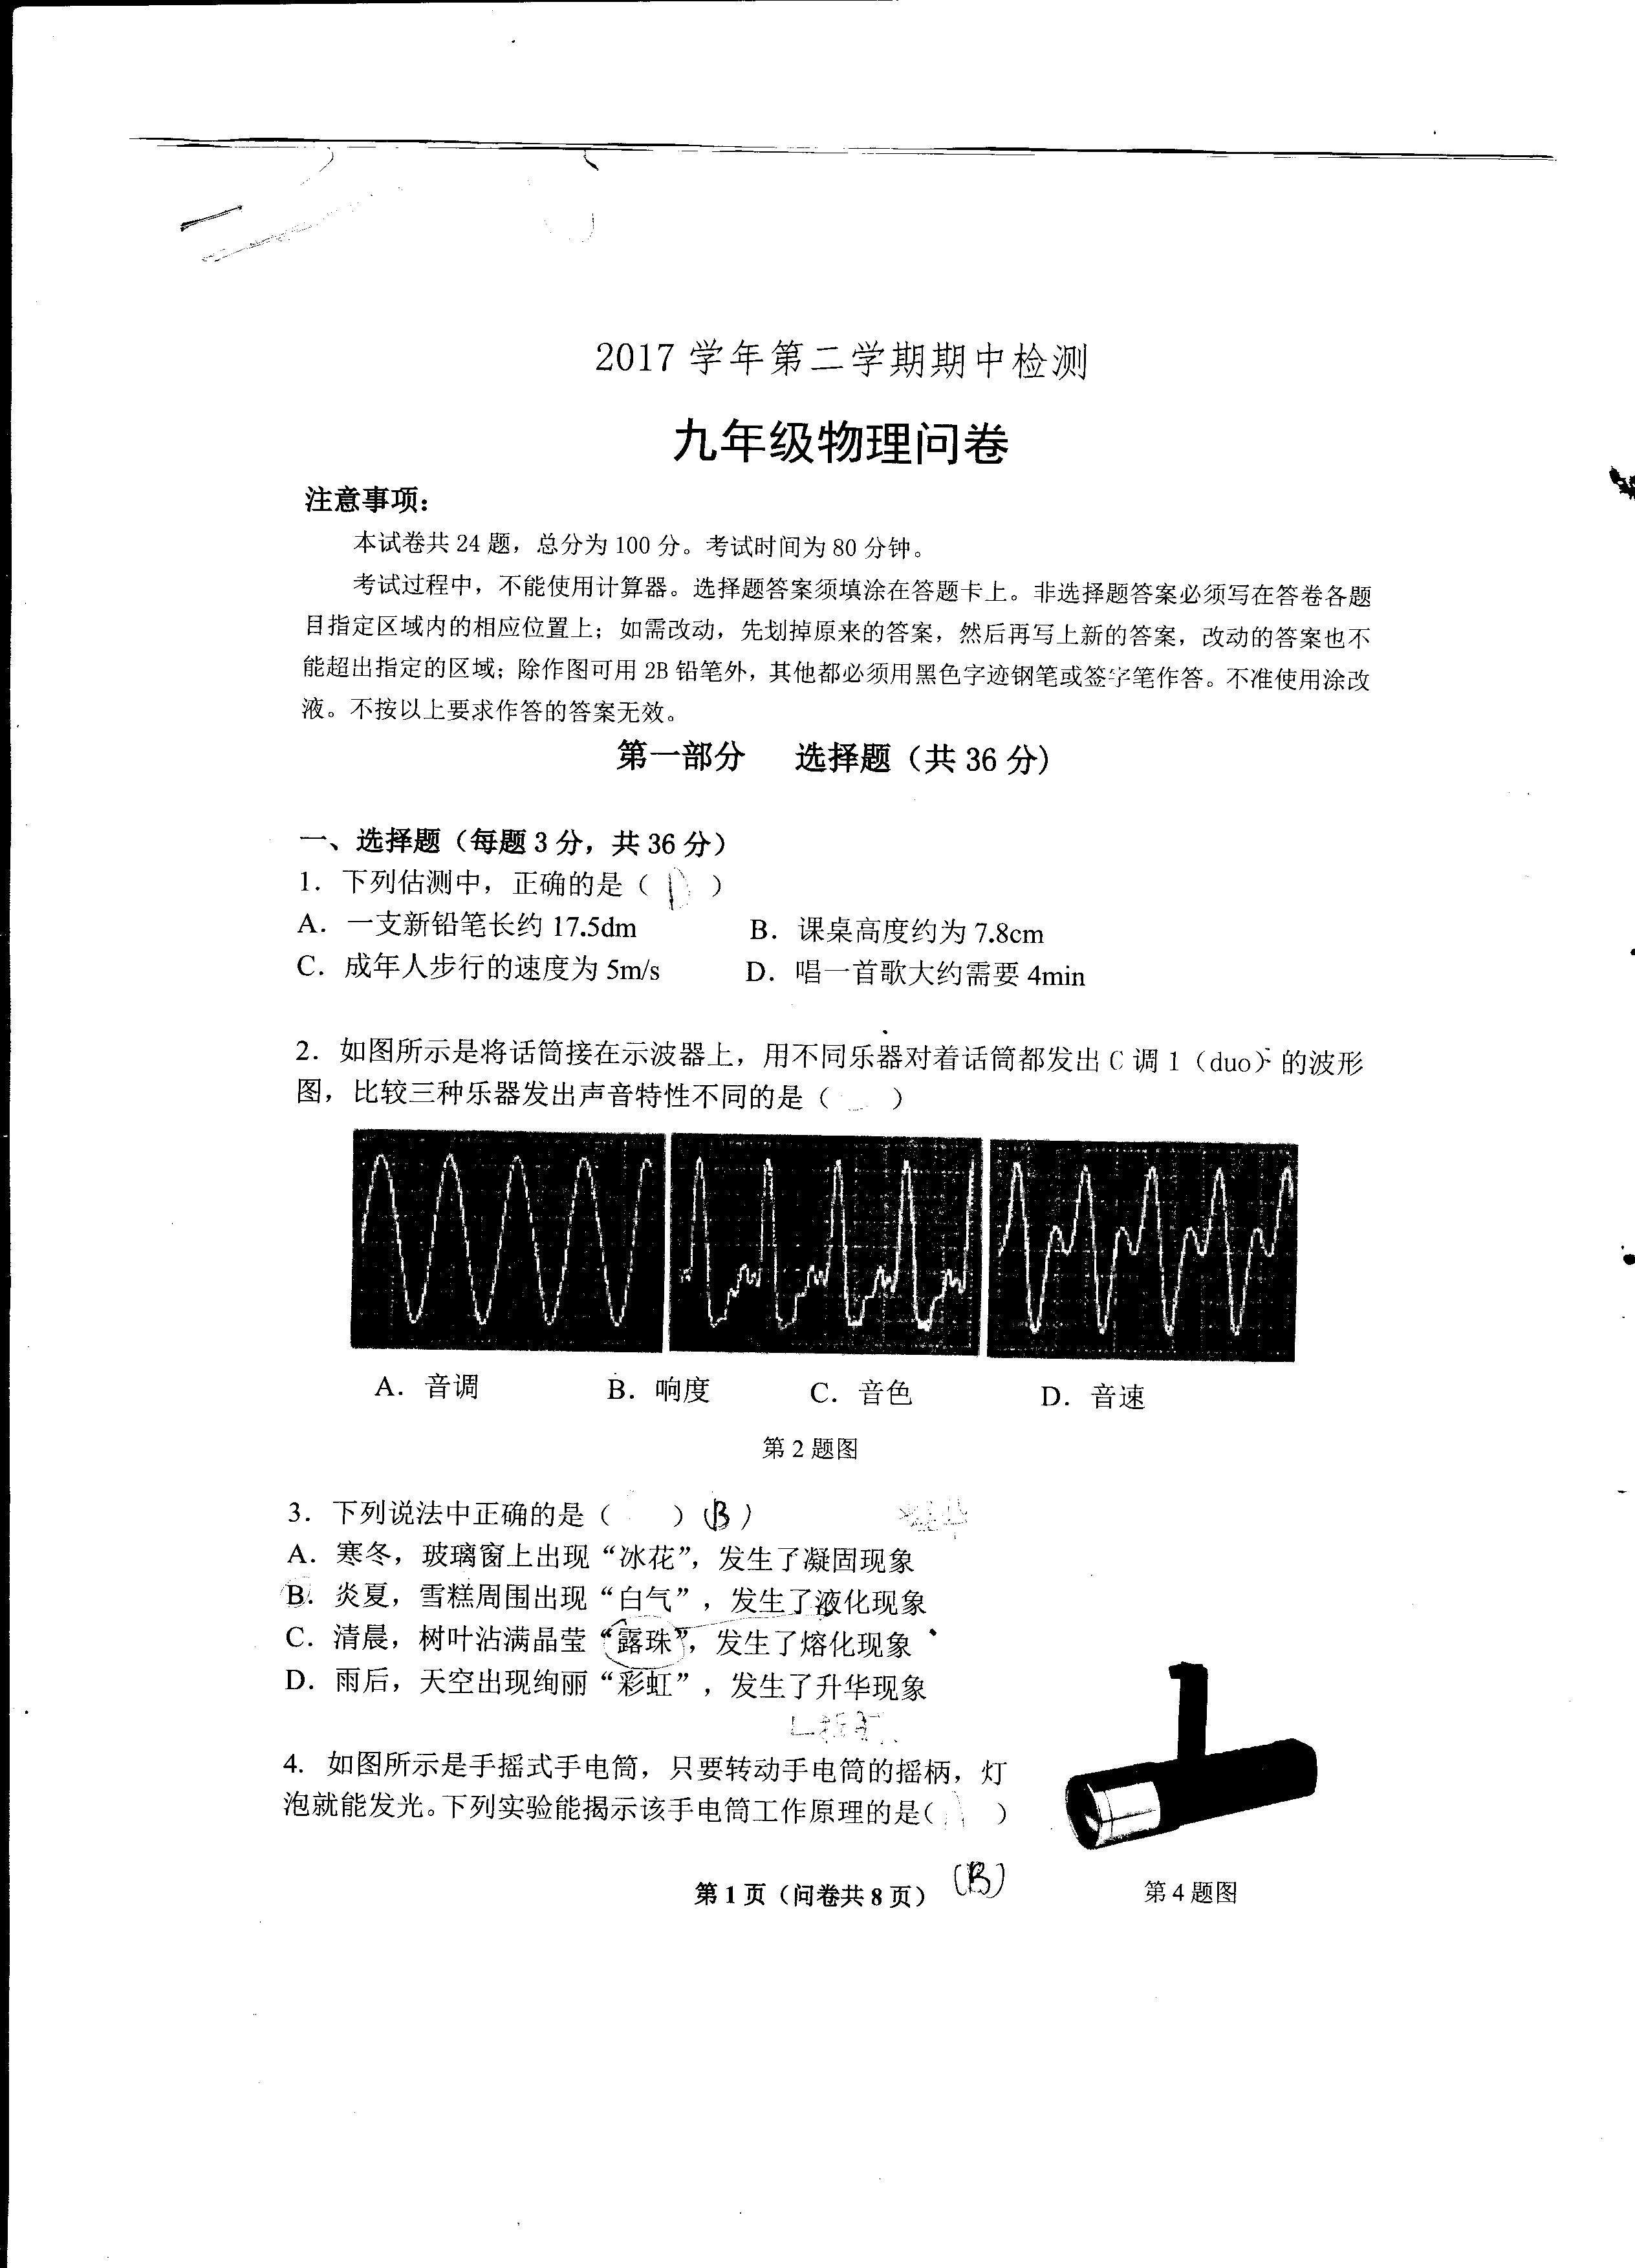 2017 学年第二学期期中检测
九年级物理问卷
注意事项：
本试卷共 24 题，总分为 100 分。考试时间为 80 分钟。
考试过程中，不能使用计算器。选择题答案须填涂在答题卡上。非选择题答案必须写在答卷各题
目指定区域内的相应位置上；如需改动，先划掉原来的答案，然后再写上新的答案，改动的答案也不
能超出指定的区域；除作图可用 2B 铅笔外，其他都必须用黑色字迹钢笔或签字笔作答。不准使用涂改
液。不按以上要求作答的答案无效。
第一部分 选择题（共 36 分）
一、选择题（每题 3 分，共 36 分）
1．下列估测中，正确的是（ D ）
A．一支新铅笔长约 17.5dm B．课桌高度约为 7.8cm
C．成年人步行的速度为 5m/s D．唱一首歌大约需要 4min
2．如图所示是将话筒接在示波器上，用不同乐器对着话筒都发出 C 调 1（duo）的波形
图，比较三种乐器发出声音特性不同的是（ ）
A．音调 B．响度 C．音色 D．音速
第 2 题图
3．下列说法中正确的是（ ）（B）
A．寒冬，玻璃窗上出现“冰花”，发生了凝固现象
B．炎夏，雪糕周围出现“白气”，发生了液化现象
C．清晨，树叶沾满晶莹“露珠”，发生了熔化现象
D．雨后，天空出现绚丽“彩虹”，发生了升华现象
4. 如图所示是手摇式手电筒，只要转动手电筒的摇柄，灯
泡就能发光。下列实验能揭示该手电筒工作原理的是( )
(B)
第 4 题图
第 1 页（问卷共 8 页）